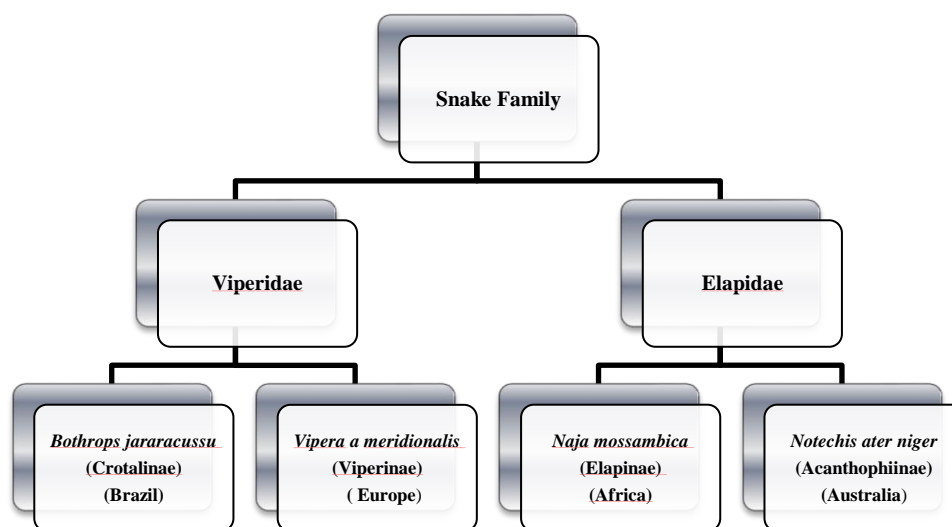 Snake Family
Viperidae
Elapidae
Bothrops jararacussu
(Crotalinae)
(Brazil)
Vipera a meridionalis
(Viperinae)
( Europe)
Naja mossambica
(Elapinae)
(Africa)
Notechis ater niger
(Acanthophiinae)
(Australia)